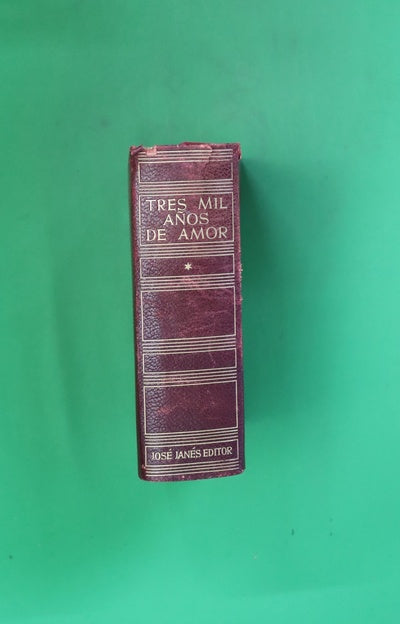 TRES MIL
AÑOS
DE AMOR
*
JOSÉ JANÉS EDITOR